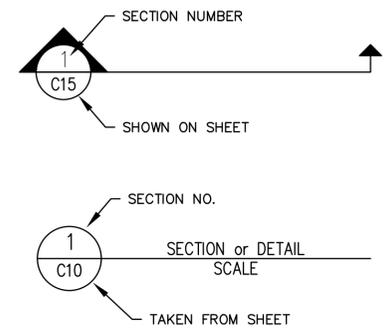 SECTION NUMBER
1
C15
SHOWN ON SHEET
SECTION NO.
1
SECTION or DETAIL
C10
SCALE
TAKEN FROM SHEET